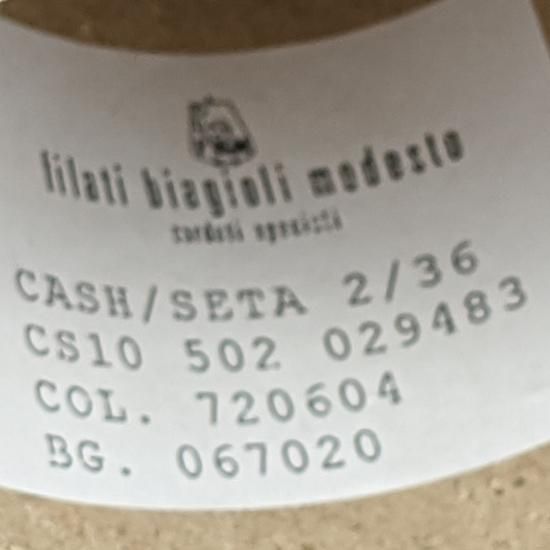 filati biagioli modesto
CASH/SETA 2/36
CS10 502 029483
COL. 720604
BG. 067020